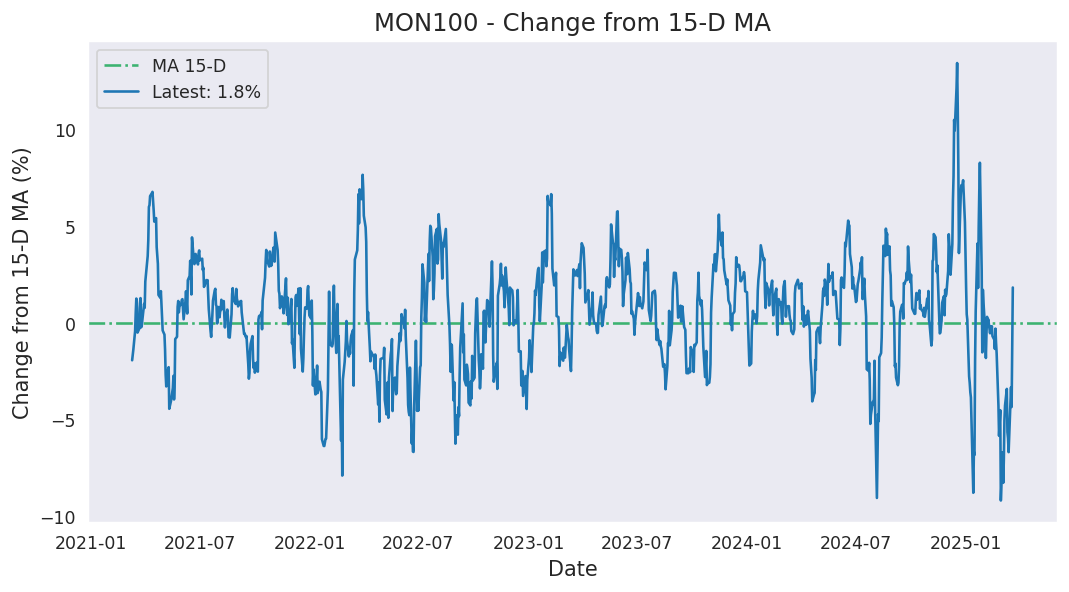 MON100 - Change from 15-D MA
MA 15-D
Latest: 1.8%
Change from 15-D MA (%)
10
5
0
−5
−10
2021-01 2021-07 2022-01 2022-07 2023-01 2023-07 2024-01 2024-07 2025-01
Date